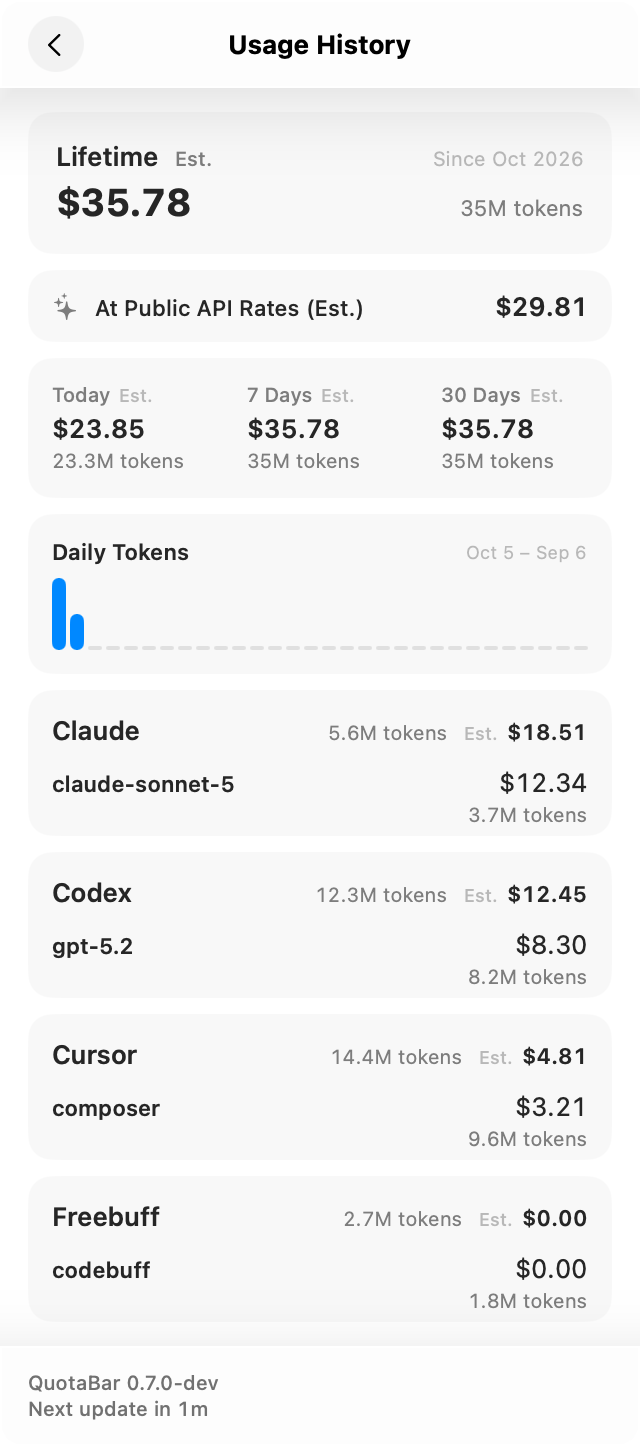 Usage History
Lifetime Est. Since Oct 2026
$35.78 35M tokens
At Public API Rates (Est.) $29.81
Today Est. 7 Days Est. 30 Days Est.
$23.85 $35.78 $35.78
23.3M tokens 35M tokens 35M tokens
Daily Tokens Oct 5 – Sep 6
Claude 5.6M tokens Est. $18.51
claude-sonnet-5 $12.34
3.7M tokens
Codex 12.3M tokens Est. $12.45
gpt-5.2 $8.30
8.2M tokens
Cursor 14.4M tokens Est. $4.81
composer $3.21
9.6M tokens
Freebuff 2.7M tokens Est. $0.00
codebuff $0.00
1.8M tokens
QuotaBar 0.7.0-dev
Next update in 1m